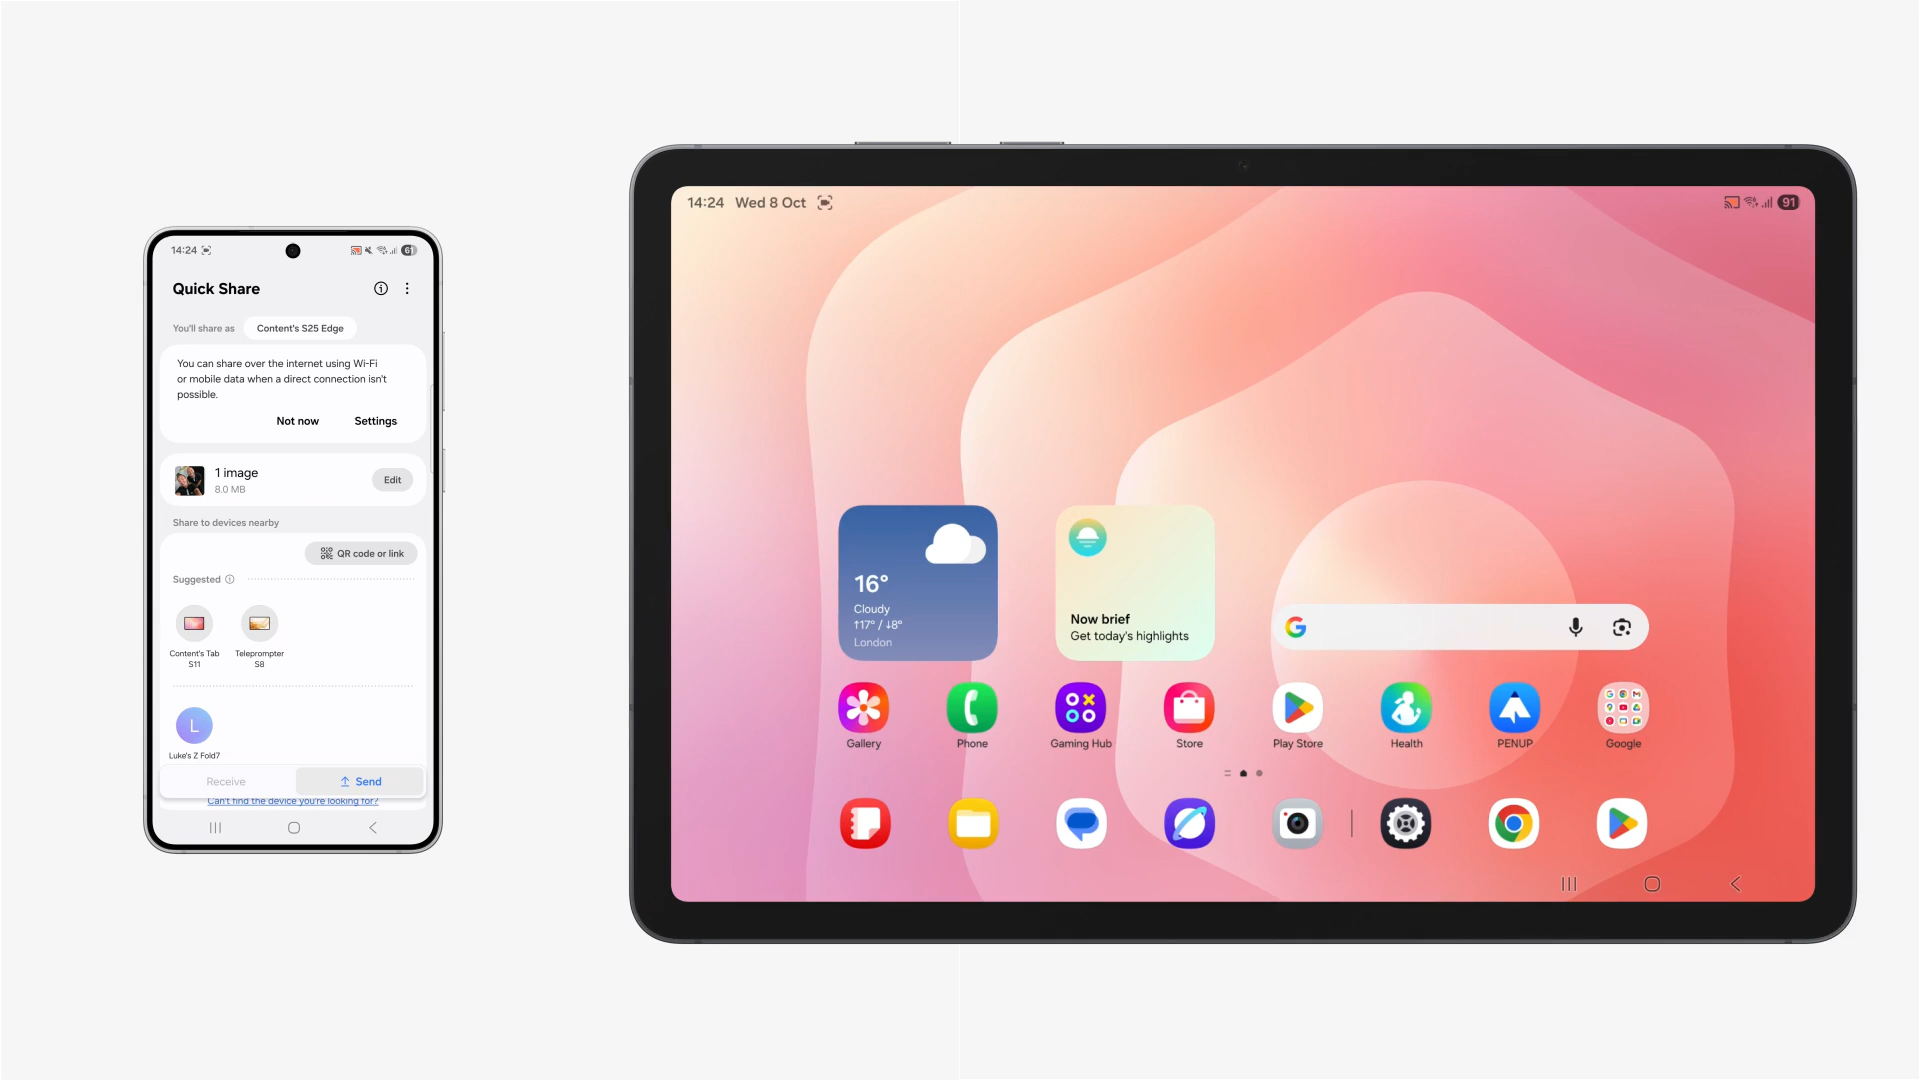 14:24
61
Quick Share
You'll share as
Content's S25 Edge
You can share over the internet using Wi-Fi
or mobile data when a direct connection isn't
possible.
Not now
Settings
1 image
8.0 MB
Edit
Share to devices nearby
QR code or link
Suggested
Content's Tab
S11
Teleprompter
S8
L
Luke's Z Fold7
Receive
Send
Can't find the device you're looking for?
14:24 Wed 8 Oct
91
16°
Cloudy
↑17° / ↓8°
London
Now brief
Get today's highlights
Gallery
Phone
Gaming Hub
Store
Play Store
Health
PENUP
Google